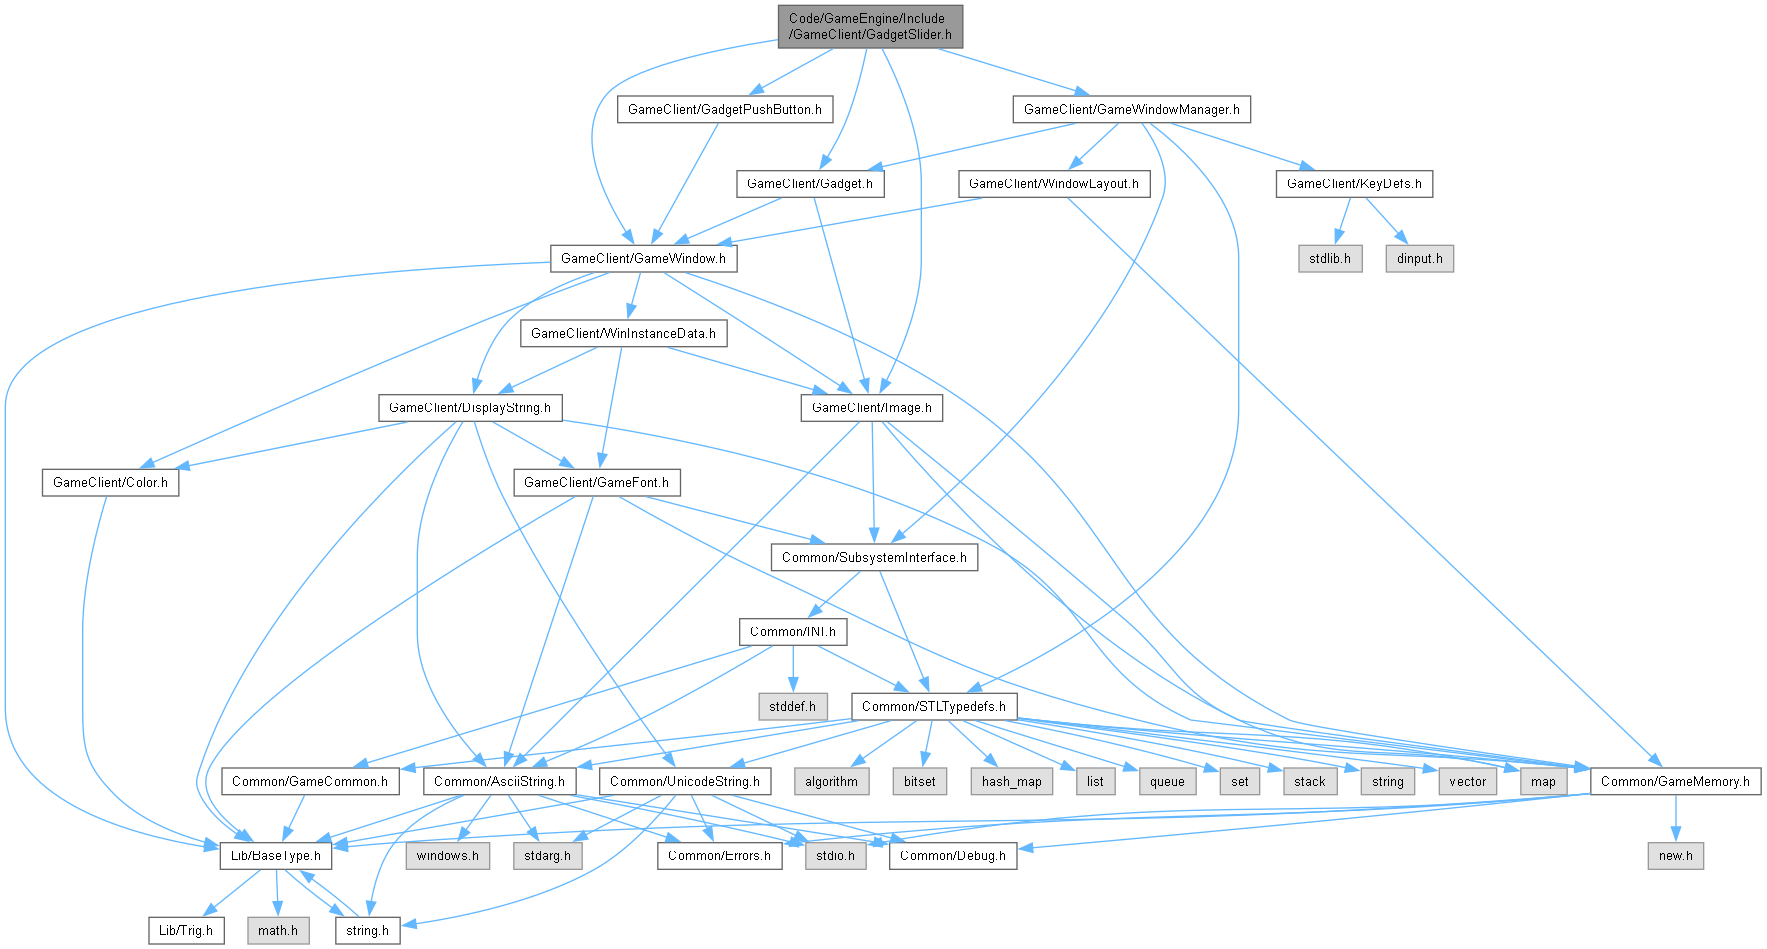 Code/GameEngine/Include
/GameClient/GadgetSlider.h
GameClient/GadgetPushButton.h
GameClient/GameWindowManager.h
GameClient/Gadget.h
GameClient/WindowLayout.h
GameClient/KeyDefs.h
GameClient/GameWindow.h
stdlib.h
dinput.h
GameClient/WinInstanceData.h
GameClient/DisplayString.h
GameClient/Image.h
GameClient/Color.h
GameClient/GameFont.h
Common/SubsystemInterface.h
Common/INI.h
stddef.h
Common/STLTypedefs.h
Common/GameCommon.h
Common/AsciiString.h
Common/UnicodeString.h
algorithm
bitset
hash_map
list
queue
set
stack
string
vector
map
Common/GameMemory.h
Lib/BaseType.h
windows.h
stdarg.h
Common/Errors.h
stdio.h
Common/Debug.h
new.h
Lib/Trig.h
math.h
string.h